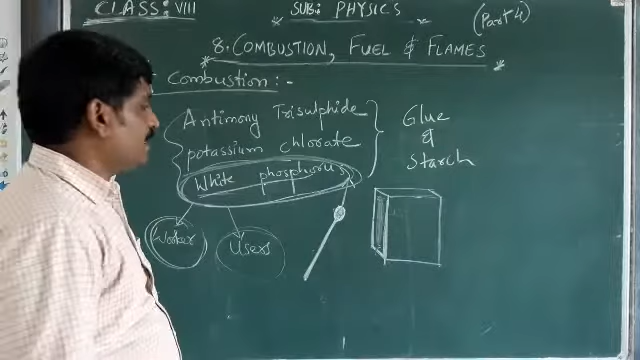 CLASS: VIII
SUB: PHYSICS
(Part 4)
8. COMBUSTION, FUEL & FLAMES
Combustion :-
Antimony Trisulphide
potassium chlorate
White phosphorus
Glue
&
Starch
Worker
Users